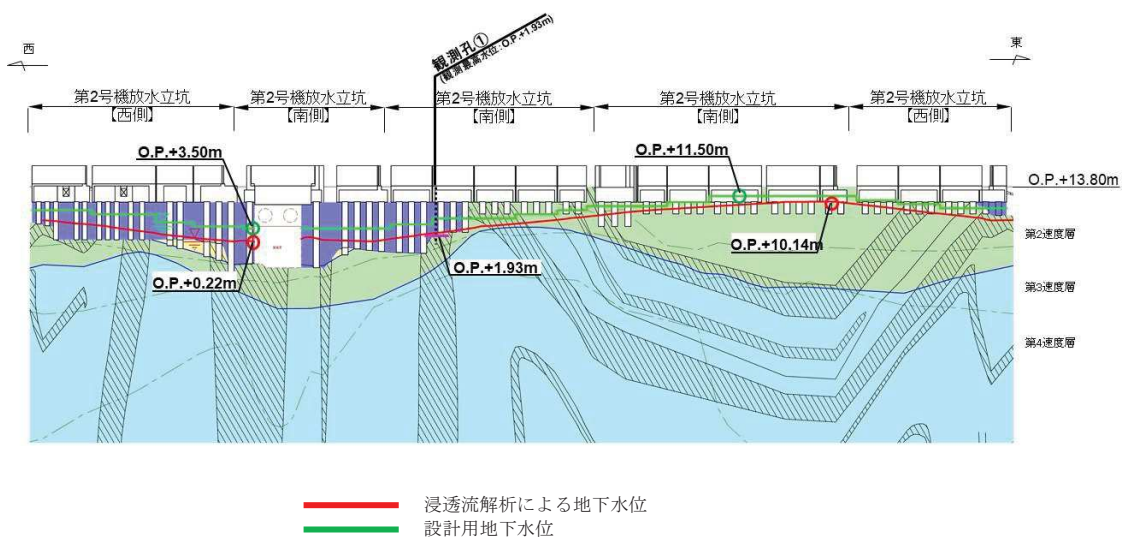 観測孔①
(観測最高水位:O.P.+1.93m)
西
東
第2号機放水立坑
【西側】
第2号機放水立坑
【南側】
第2号機放水立坑
【南側】
第2号機放水立坑
【南側】
第2号機放水立坑
【西側】
O.P.+3.50m
O.P.+11.50m
O.P.+13.80m
第2速度層
O.P.+10.14m
O.P.+1.93m
O.P.+0.22m
第3速度層
第4速度層
浸透流解析による地下水位
設計用地下水位